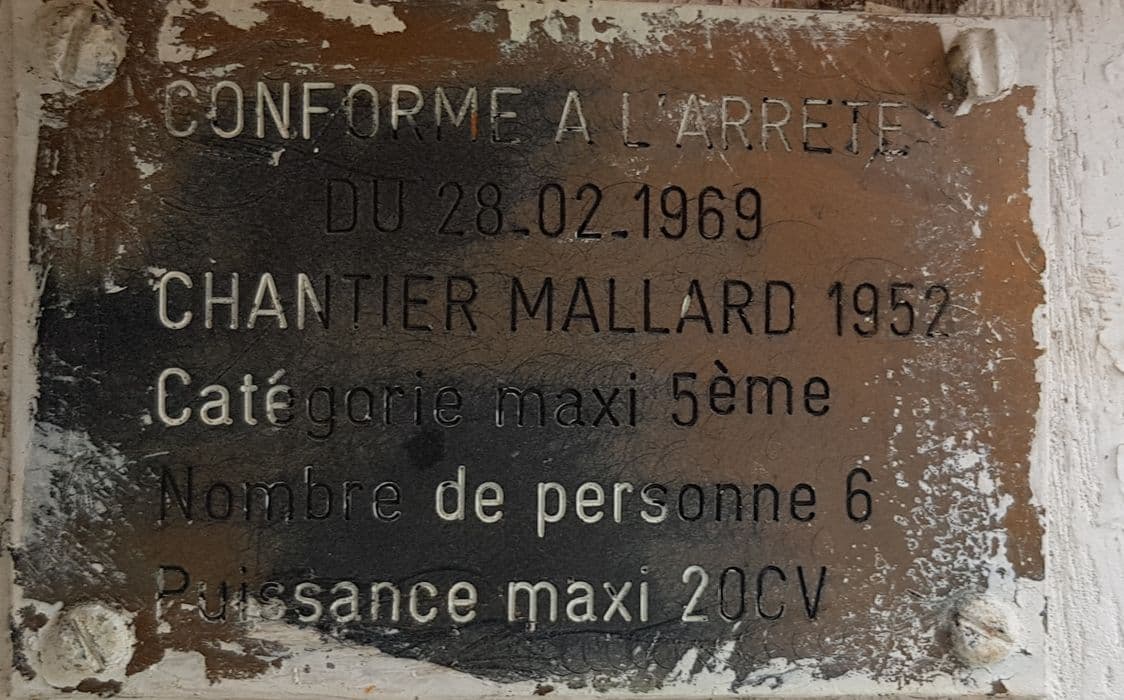 CONFORME A L'ARRETE
DU 28-02-1969
CHANTIER MALLARD 1952
Catégorie maxi 5ème
Nombre de personne 6
Puissance maxi 20CV